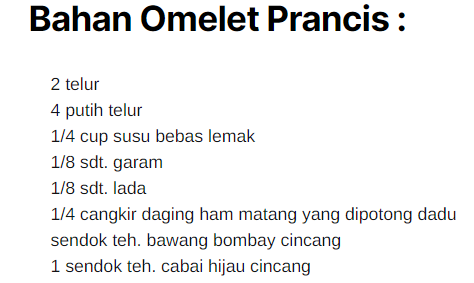 Bahan Omelet Prancis :
2 telur
4 putih telur
1/4 cup susu bebas lemak
1/8 sdt. garam
1/8 sdt. lada
1/4 cangkir daging ham matang yang dipotong dadu
sendok teh. bawang bombay cincang
1 sendok teh. cabai hijau cincang